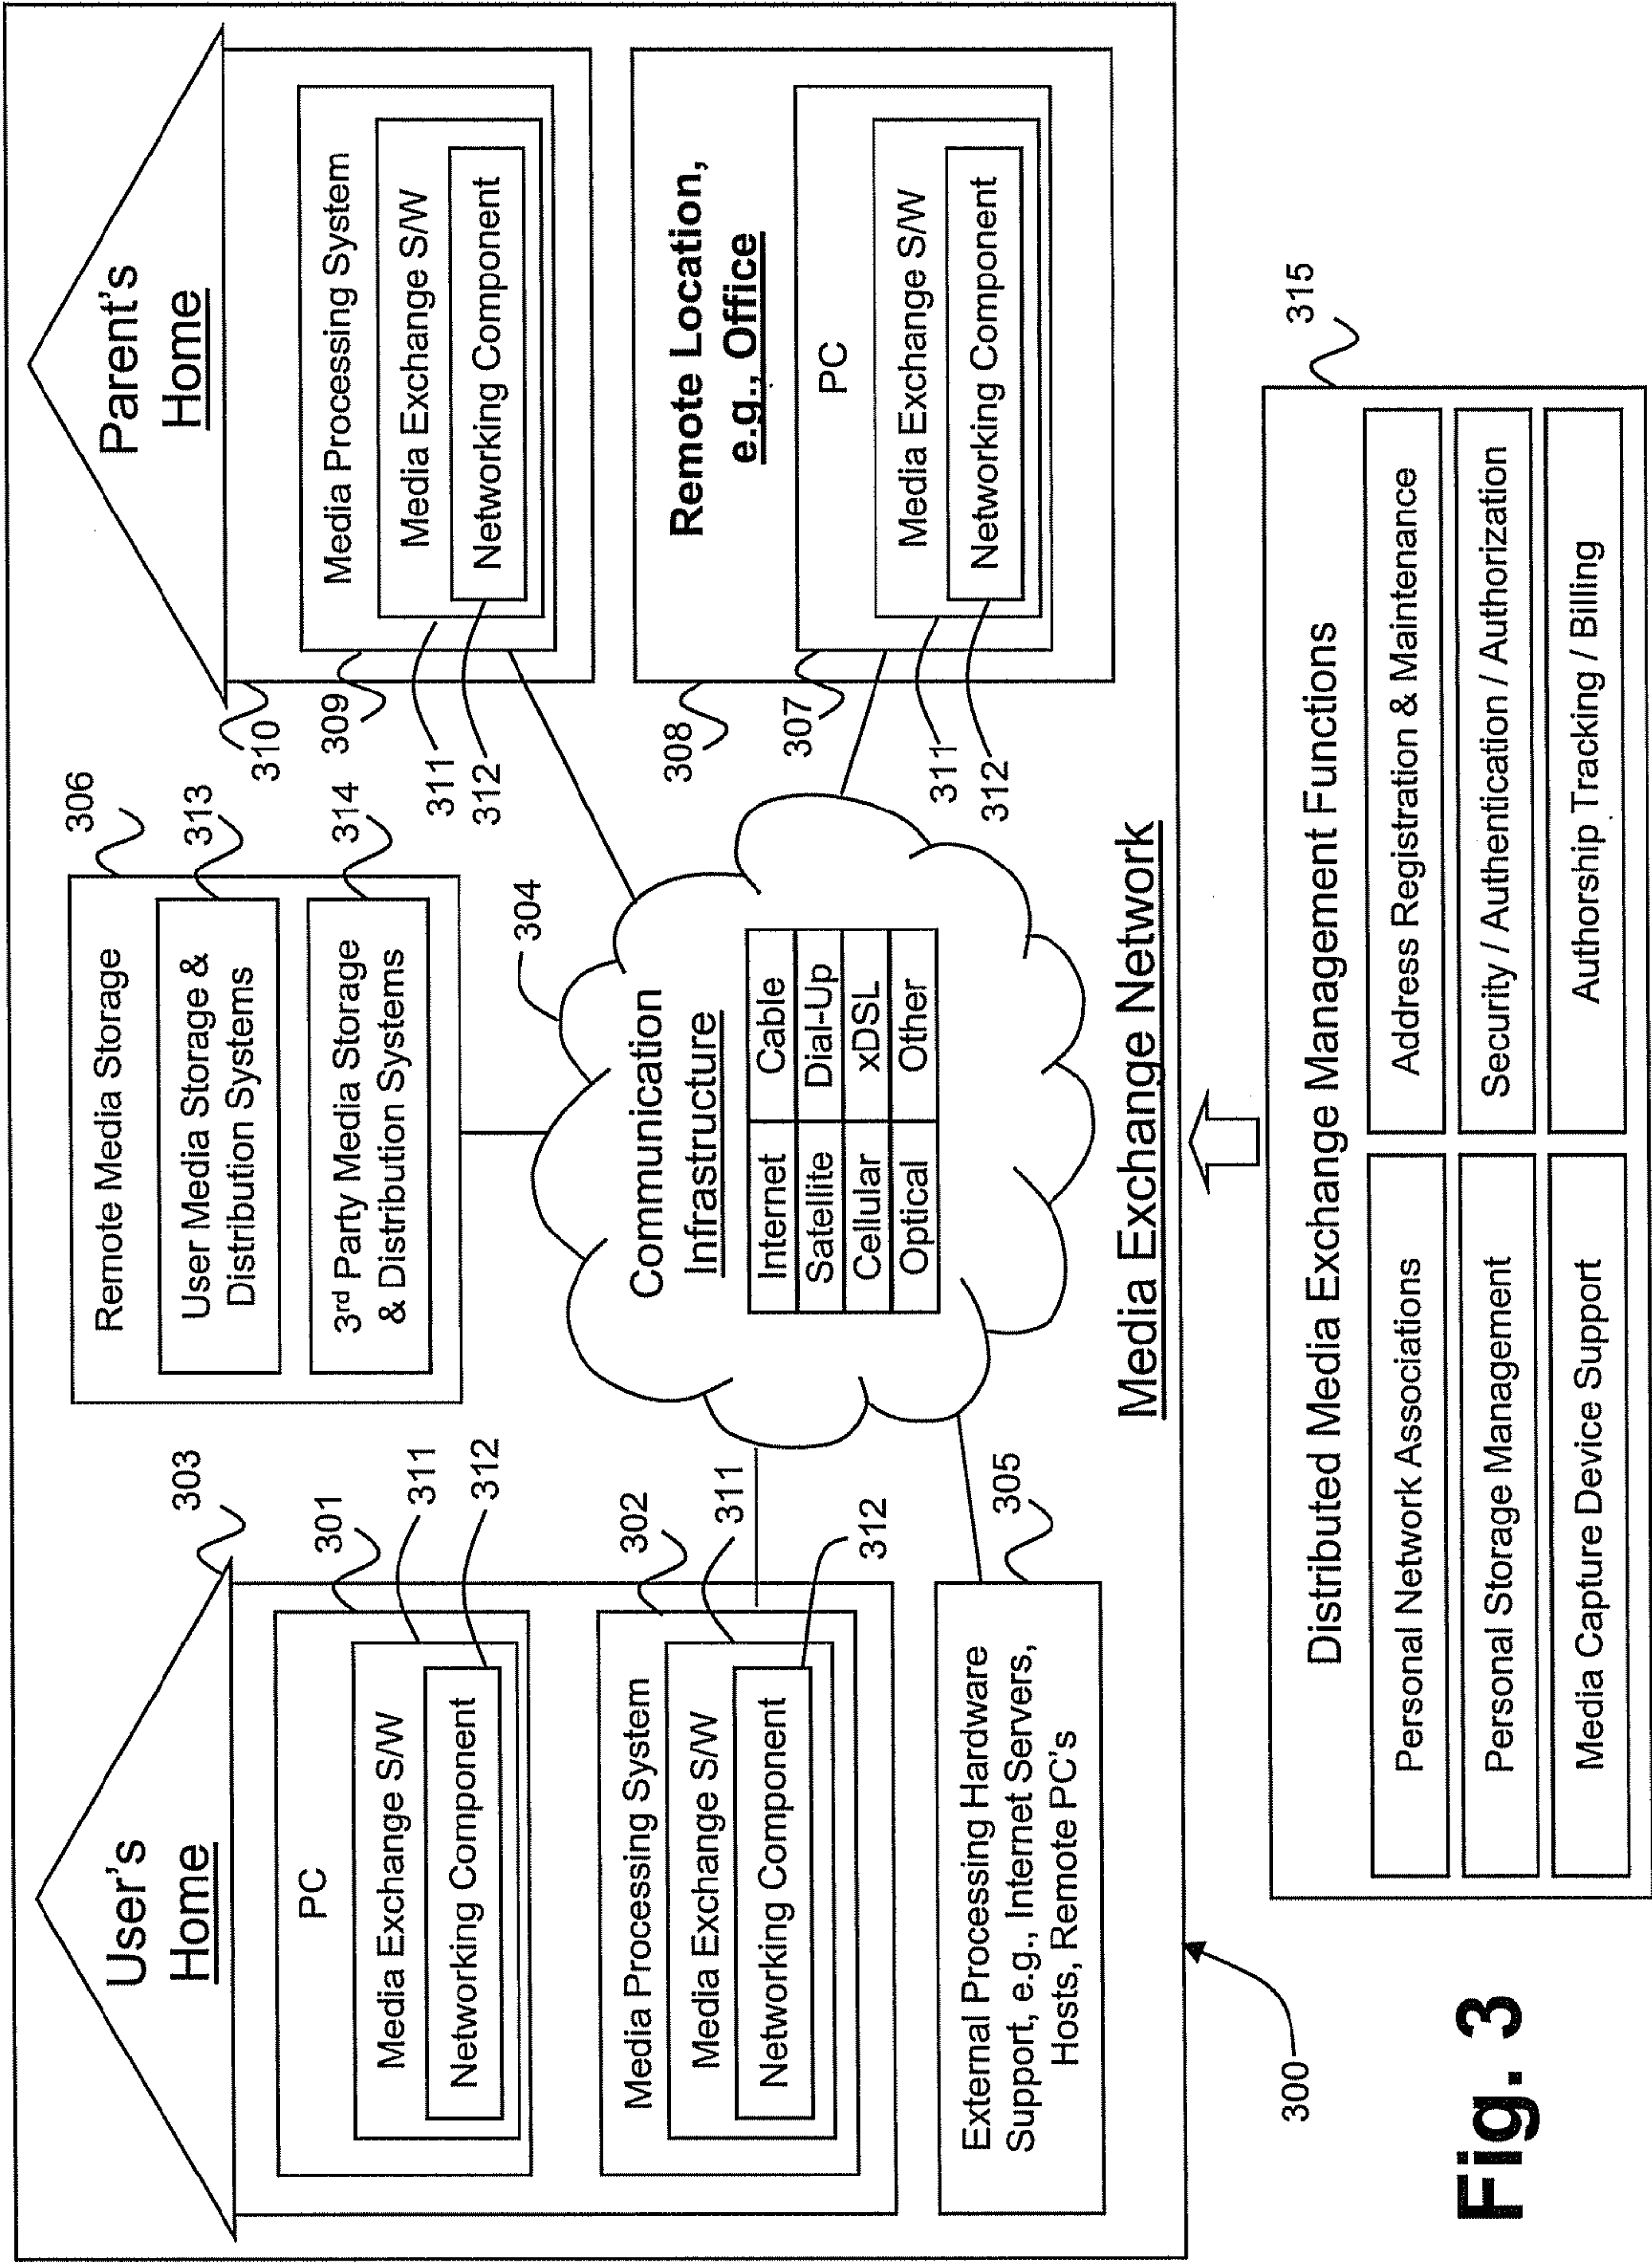 User's
Home
303
PC
301
Media Exchange S/W
311
Networking Component
312
Media Processing System
302
Media Exchange S/W
311
Networking Component
312
External Processing Hardware
Support, e.g., Internet Servers,
Hosts, Remote PC's
305
Remote Media Storage
306
User Media Storage &
Distribution Systems
313
3rd Party Media Storage
& Distribution Systems
314
304
Communication
Infrastructure
Internet Cable
Satellite Dial-Up
Cellular xDSL
Optical Other
Parent's
Home
310
Media Processing System
309
Media Exchange S/W
311
Networking Component
312
Remote Location,
e.g., Office
308
PC
307
Media Exchange S/W
311
Networking Component
312
Media Exchange Network
300
315
Distributed Media Exchange Management Functions
Personal Network Associations
Address Registration & Maintenance
Personal Storage Management
Security / Authentication / Authorization
Media Capture Device Support
Authorship Tracking / Billing
Fig. 3